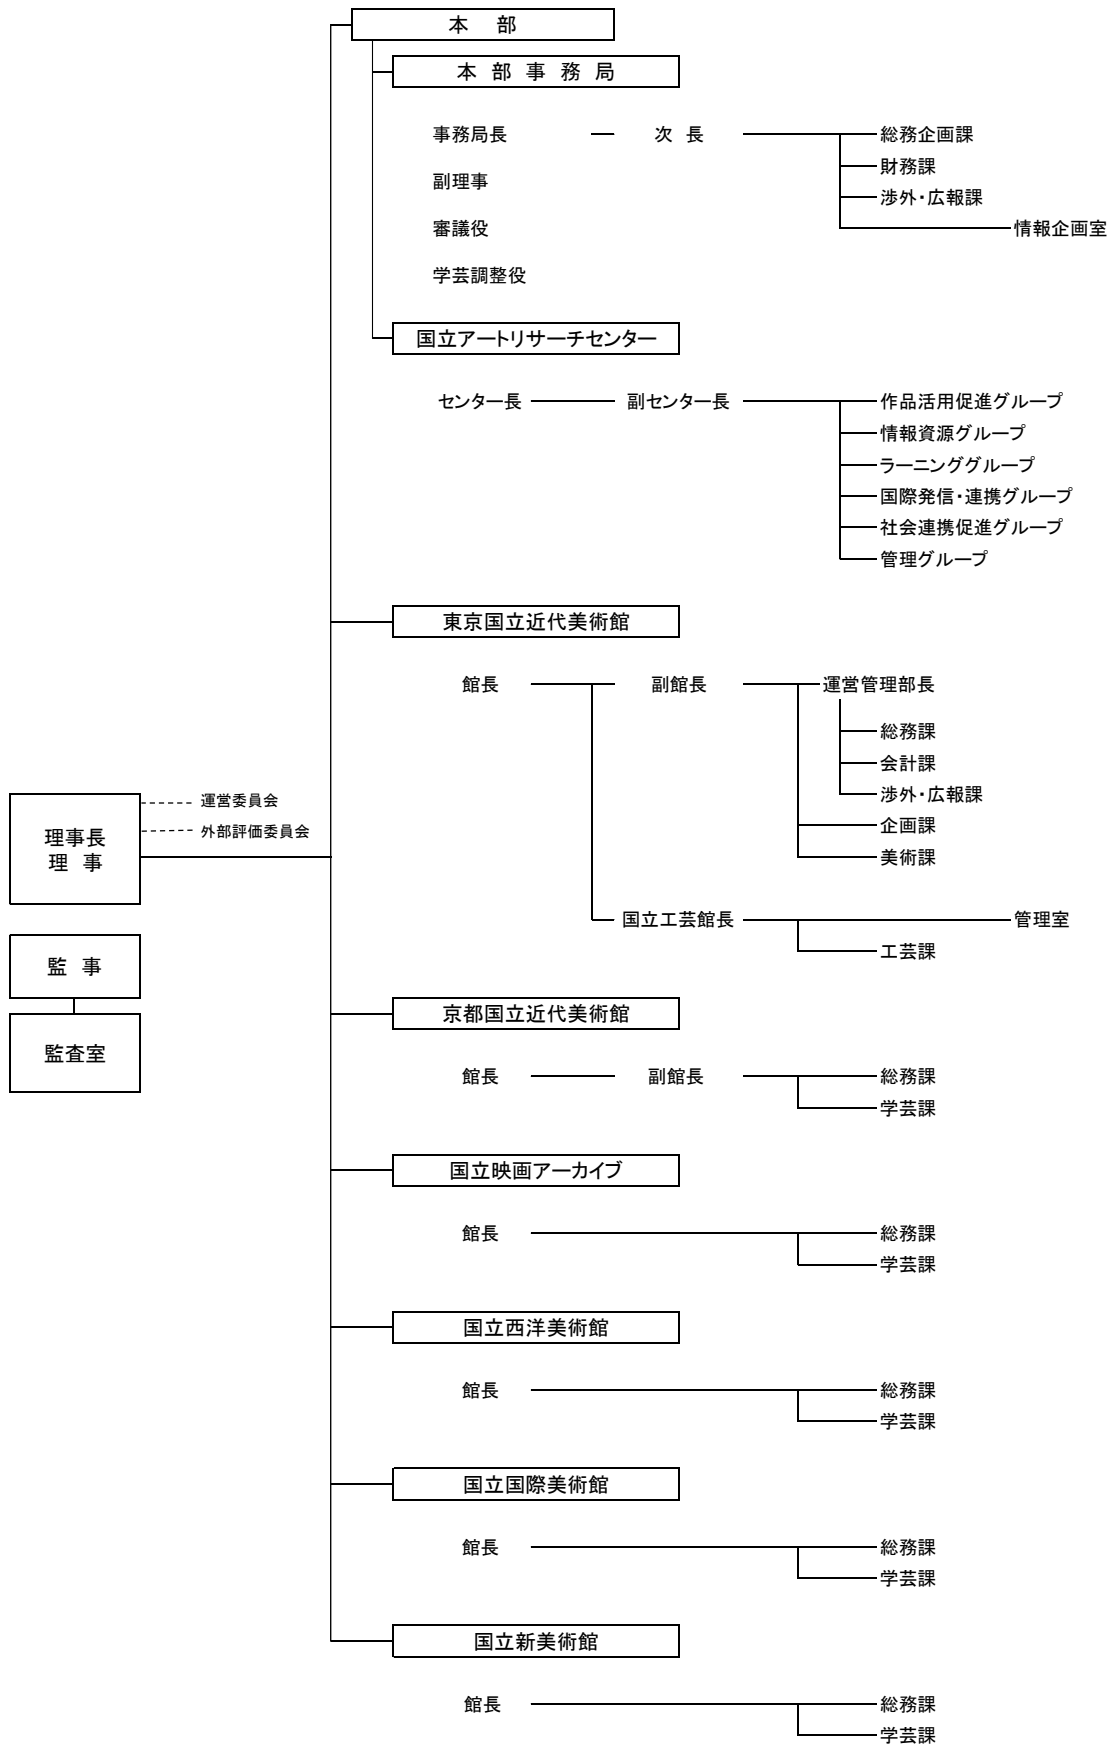 本 部
本 部 事 務 局
事務局長 次 長 総務企画課
財務課
副理事
渉外・広報課
審議役 情報企画室
学芸調整役
国立アートリサーチセンター
センター長 副センター長 作品活用促進グループ
情報資源グループ
ラーニンググループ
国際発信・連携グループ
社会連携促進グループ
管理グループ
東京国立近代美術館
館長 副館長 運営管理部長
総務課
会計課
渉外・広報課
企画課
美術課
運営委員会
外部評価委員会
理事長
理 事
国立工芸館長 管理室
工芸課
監 事
監査室
京都国立近代美術館
館長 副館長 総務課
学芸課
国立映画アーカイブ
館長 総務課
学芸課
国立西洋美術館
館長 総務課
学芸課
国立国際美術館
館長 総務課
学芸課
国立新美術館
館長 総務課
学芸課